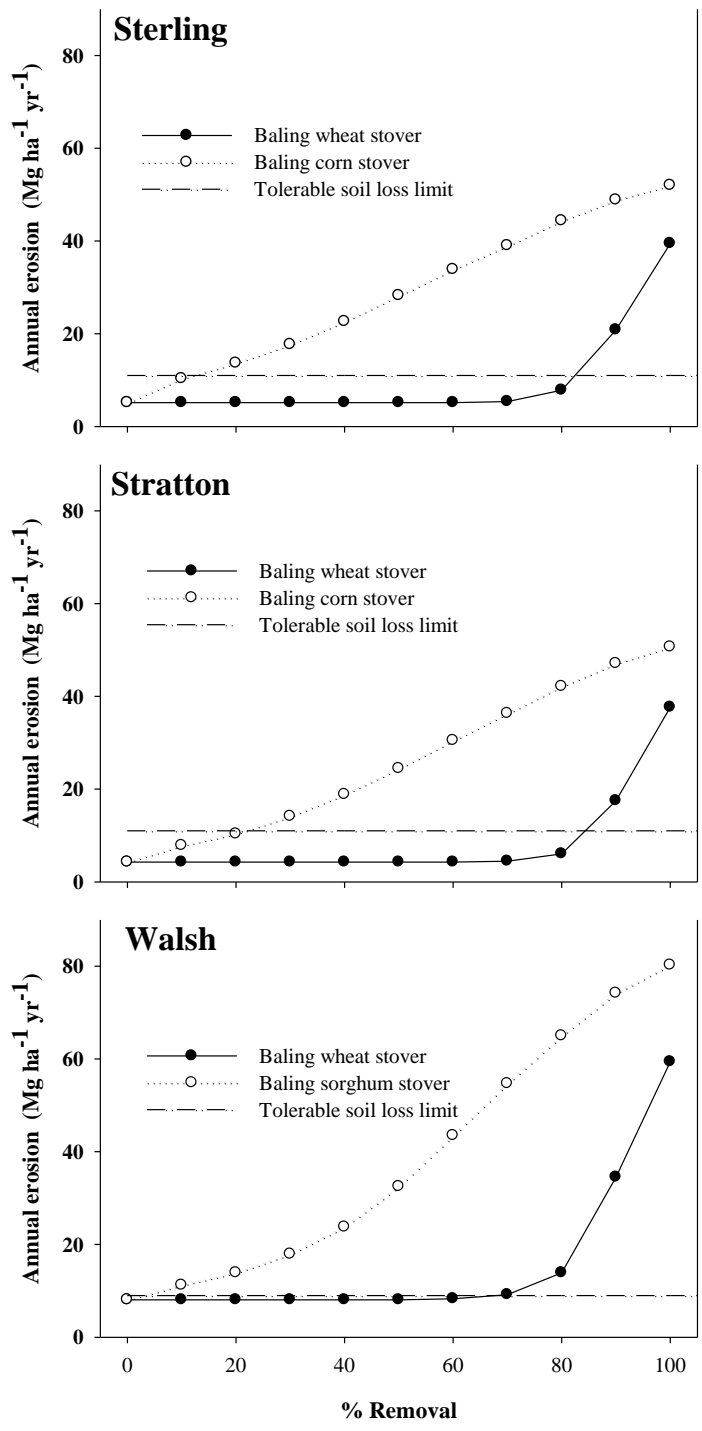 Sterling
80
60
40
20
0
Annual erosion (Mg ha-1 yr-1)
Baling wheat stover
Baling corn stover
Tolerable soil loss limit
Stratton
80
60
40
20
0
Annual erosion (Mg ha-1 yr-1)
Baling wheat stover
Baling corn stover
Tolerable soil loss limit
Walsh
80
60
40
20
0
Annual erosion (Mg ha-1 yr-1)
Baling wheat stover
Baling sorghum stover
Tolerable soil loss limit
0 20 40 60 80 100
% Removal